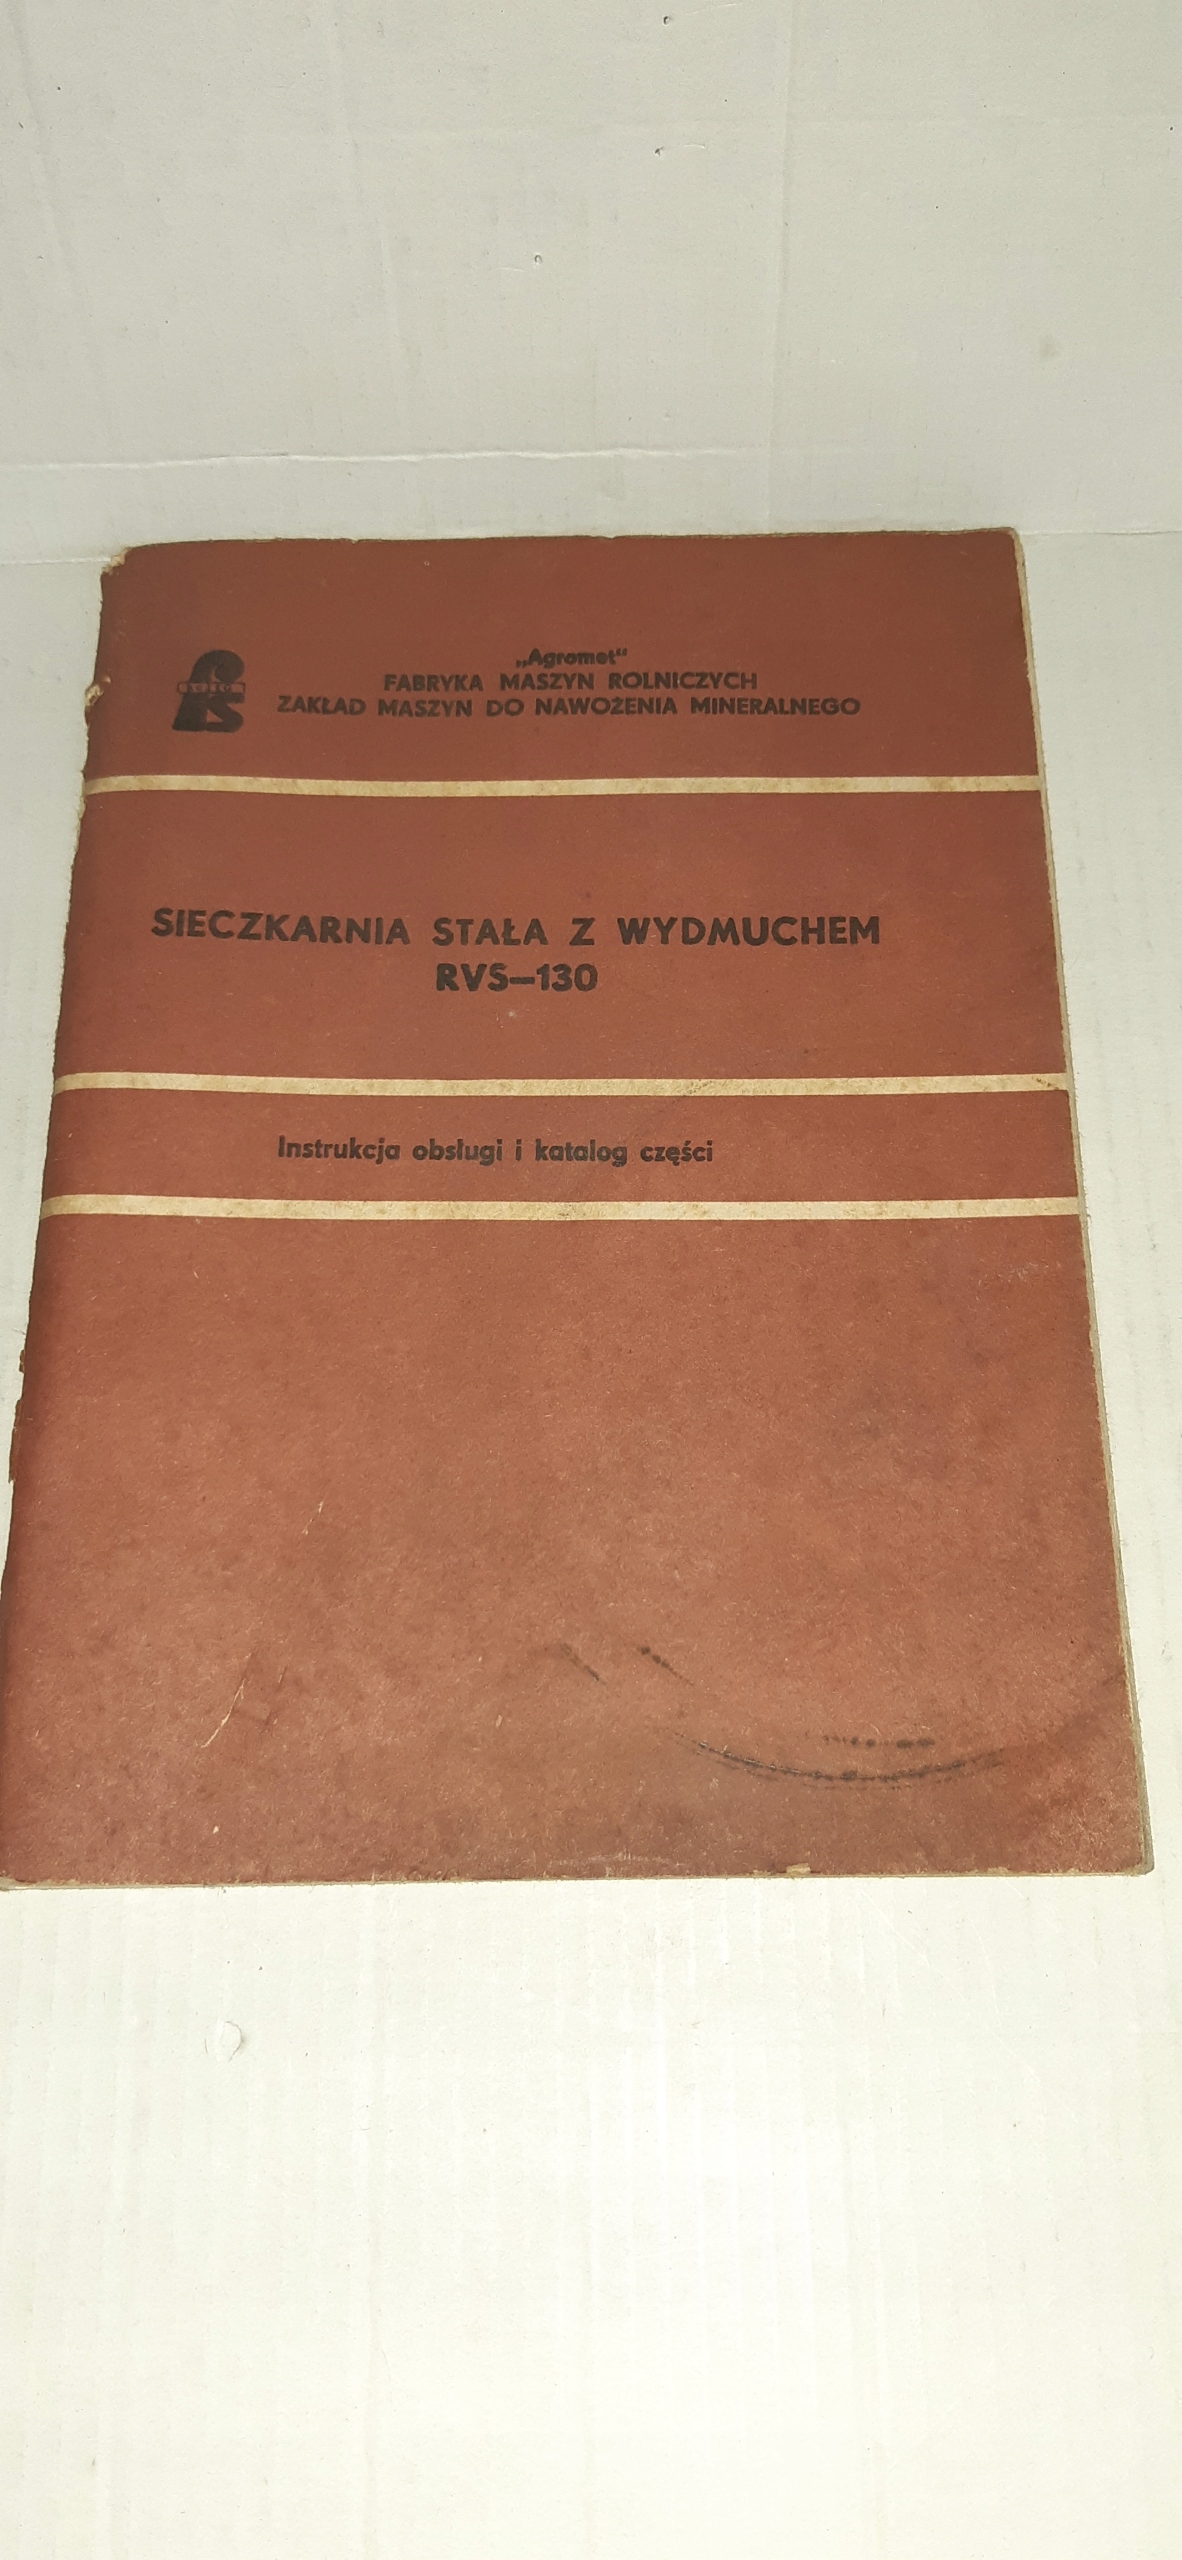 „Agromet"
FABRYKA MASZYN ROLNICZYCH
ZAKŁAD MASZYN DO NAWOŻENIA MINERALNEGO
SIECZKARNIA STAŁA Z WYDMUCHEM
RVS–130
Instrukcja obsługi i katalog części